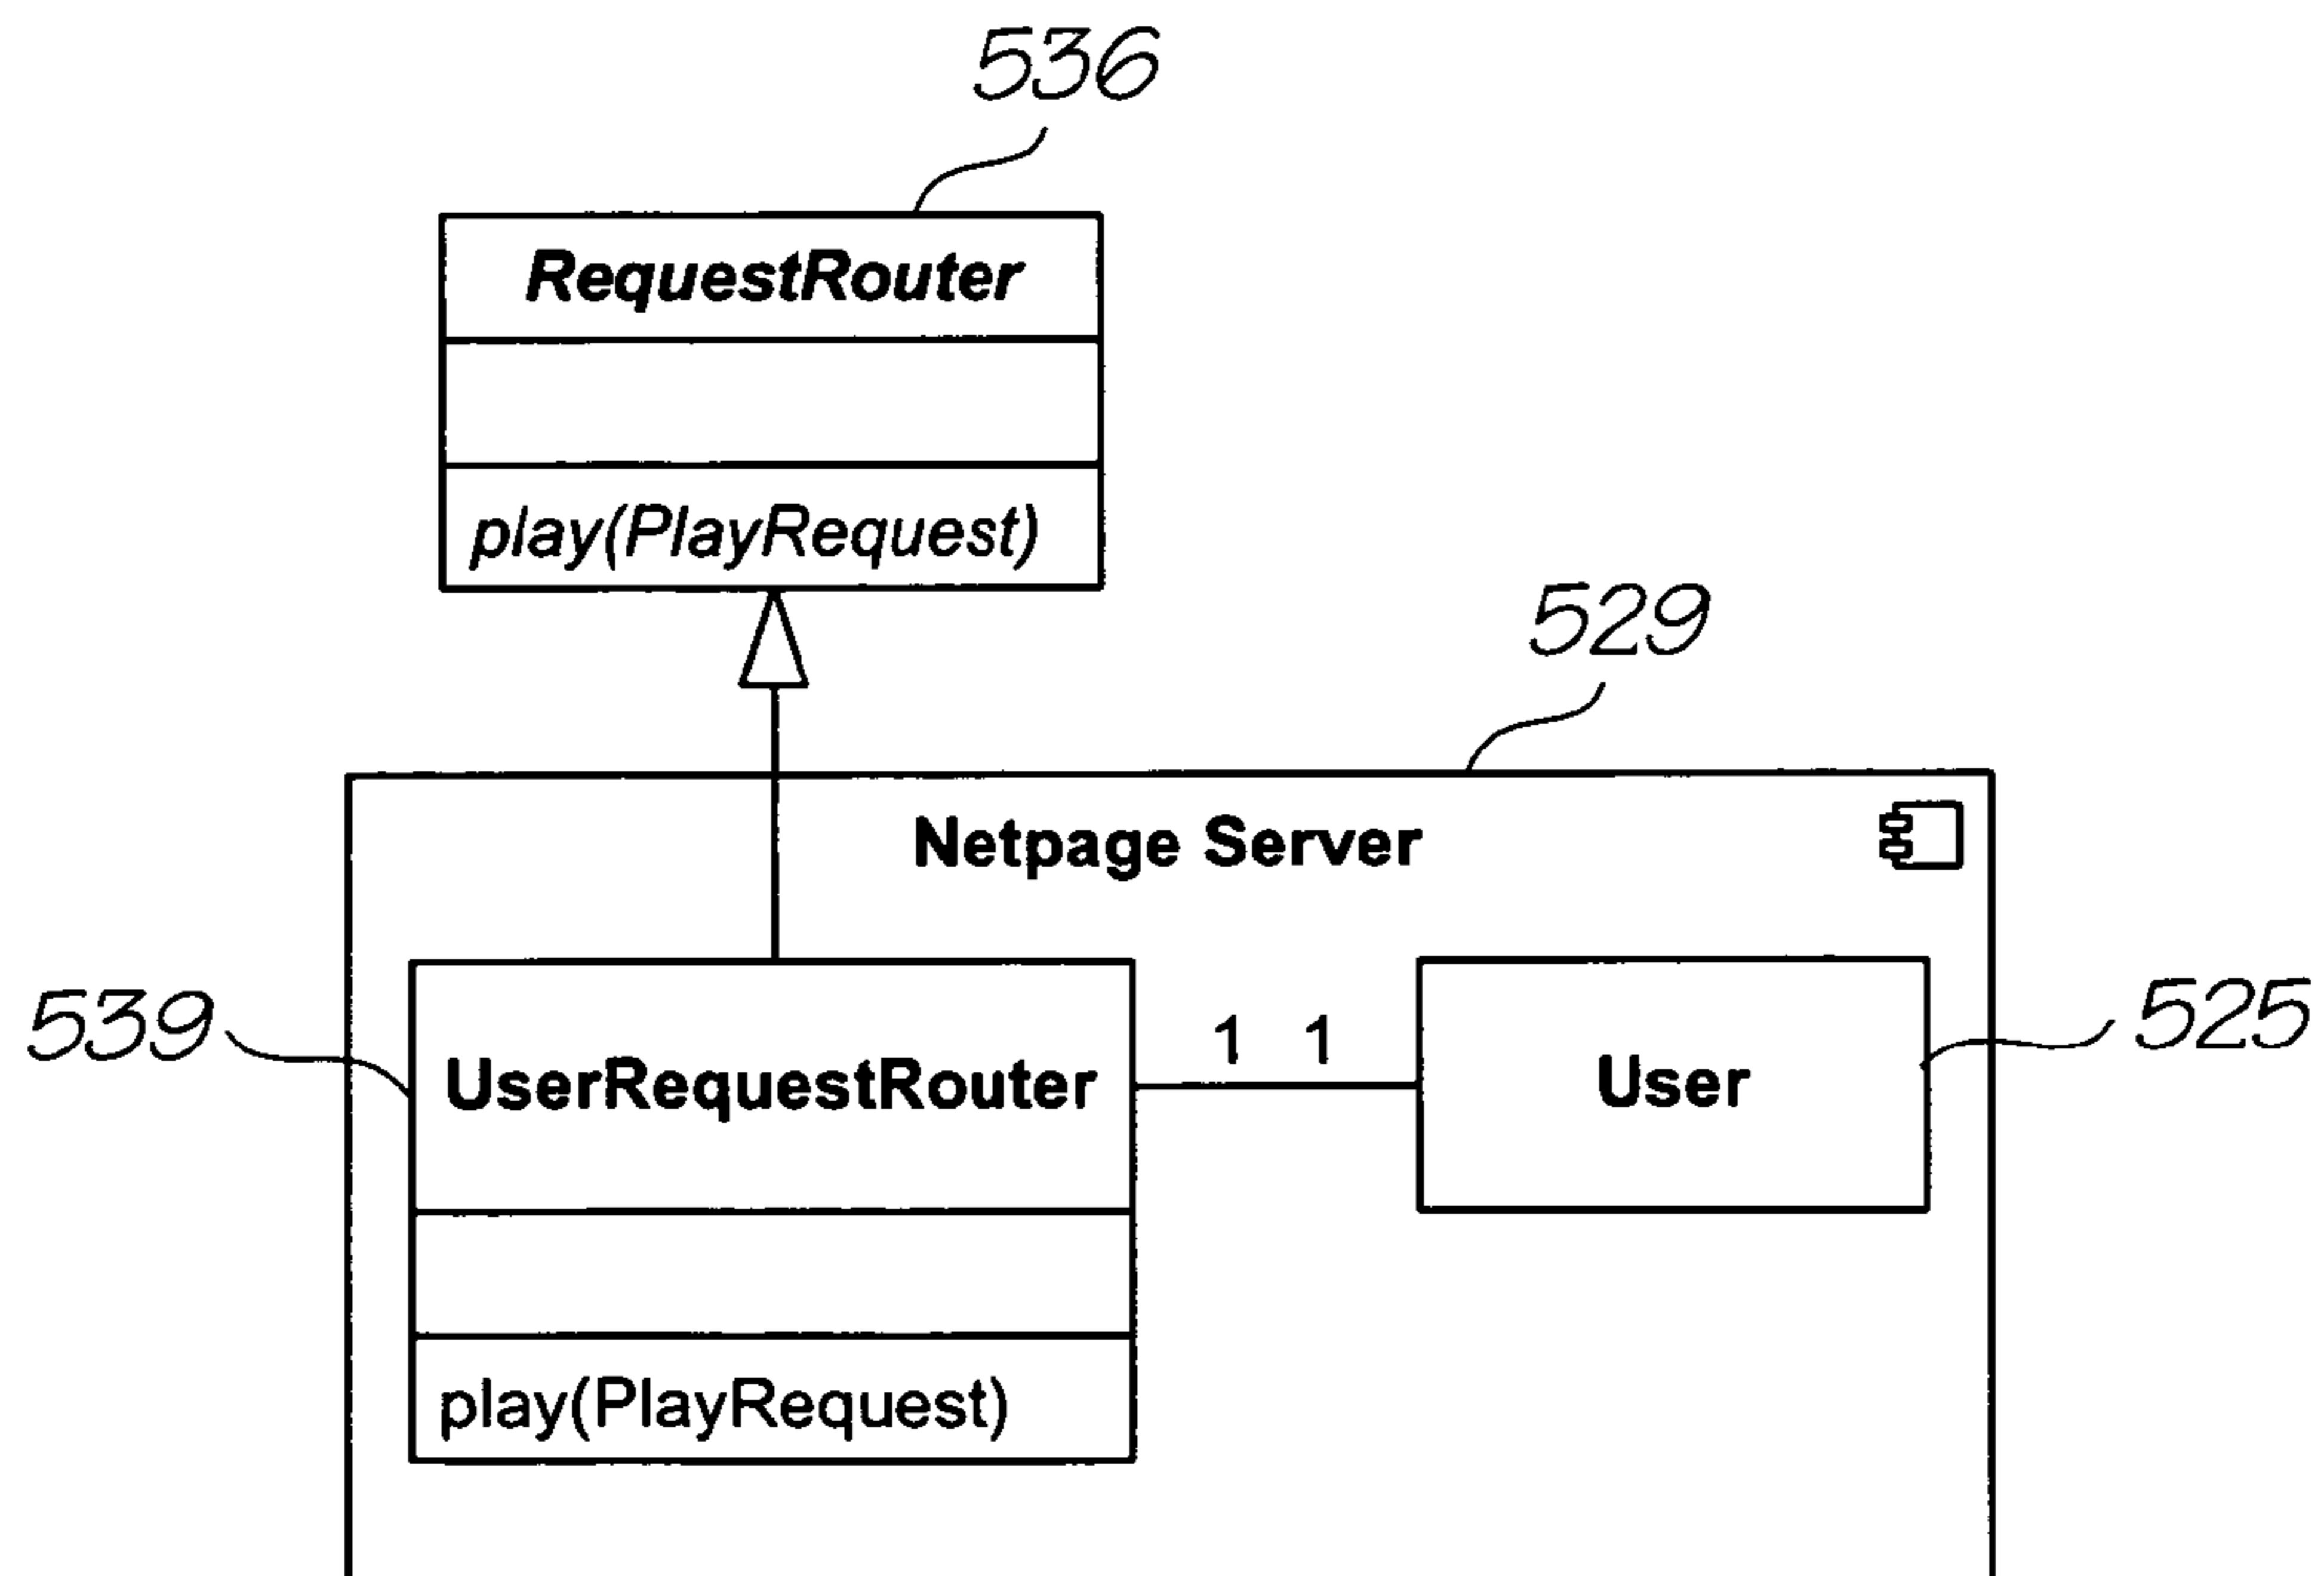 536
RequestRouter
play(PlayRequest)
529
Netpage Server
539
UserRequestRouter
1 1
User
525
play(PlayRequest)